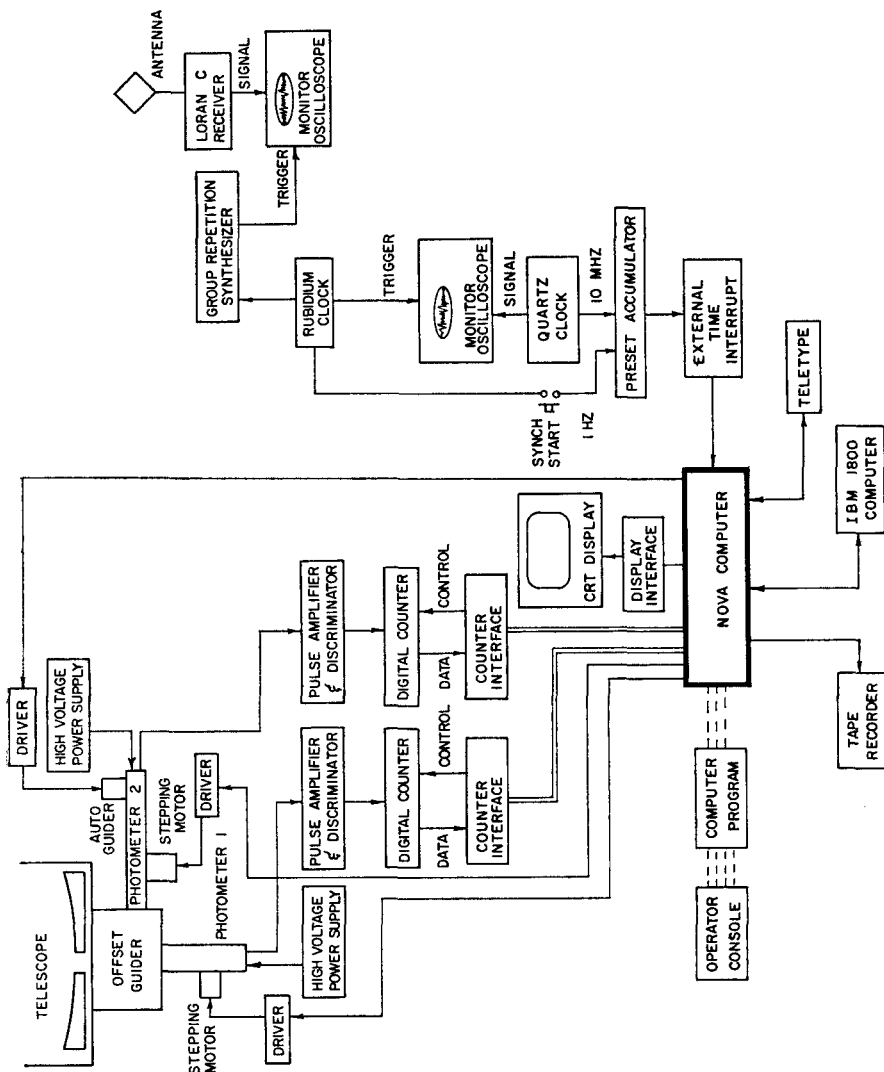 TELESCOPE
OFFSET
GUIDER
STEPPING
MOTOR
DRIVER
HIGH VOLTAGE
POWER SUPPLY
PHOTOMETER 1
PHOTOMETER 2
AUTO
GUIDER
STEPPING
MOTOR
DRIVER
DRIVER
HIGH VOLTAGE
POWER SUPPLY
PULSE AMPLIFIER
& DISCRIMINATOR
DIGITAL COUNTER
DATA
CONTROL
COUNTER
INTERFACE
PULSE AMPLIFIER
& DISCRIMINATOR
DIGITAL COUNTER
DATA
CONTROL
COUNTER
INTERFACE
CRT DISPLAY
DISPLAY
INTERFACE
ANTENNA
LORAN C
RECEIVER
SIGNAL
MONITOR
OSCILLOSCOPE
TRIGGER
GROUP REPETITION
SYNTHESIZER
RUBIDIUM
CLOCK
TRIGGER
MONITOR
OSCILLOSCOPE
SIGNAL
QUARTZ
CLOCK
10 MHZ
SYNCH
START
1 HZ
PRESET ACCUMULATOR
EXTERNAL
TIME
INTERRUPT
OPERATOR
CONSOLE
COMPUTER
PROGRAM
NOVA COMPUTER
TAPE
RECORDER
IBM 1800
COMPUTER
TELETYPE